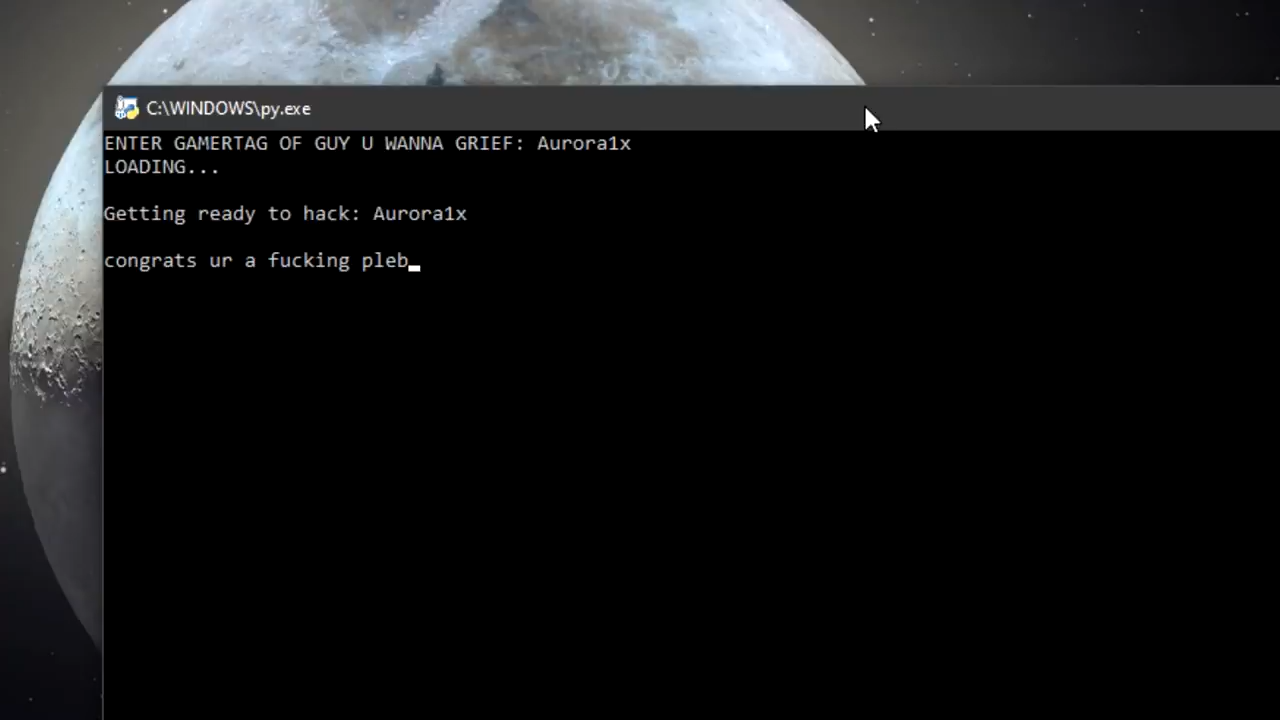 C:\WINDOWS\py.exe
ENTER GAMERTAG OF GUY U WANNA GRIEF: Aurora1x
LOADING...
Getting ready to hack: Aurora1x
congrats ur a fucking pleb